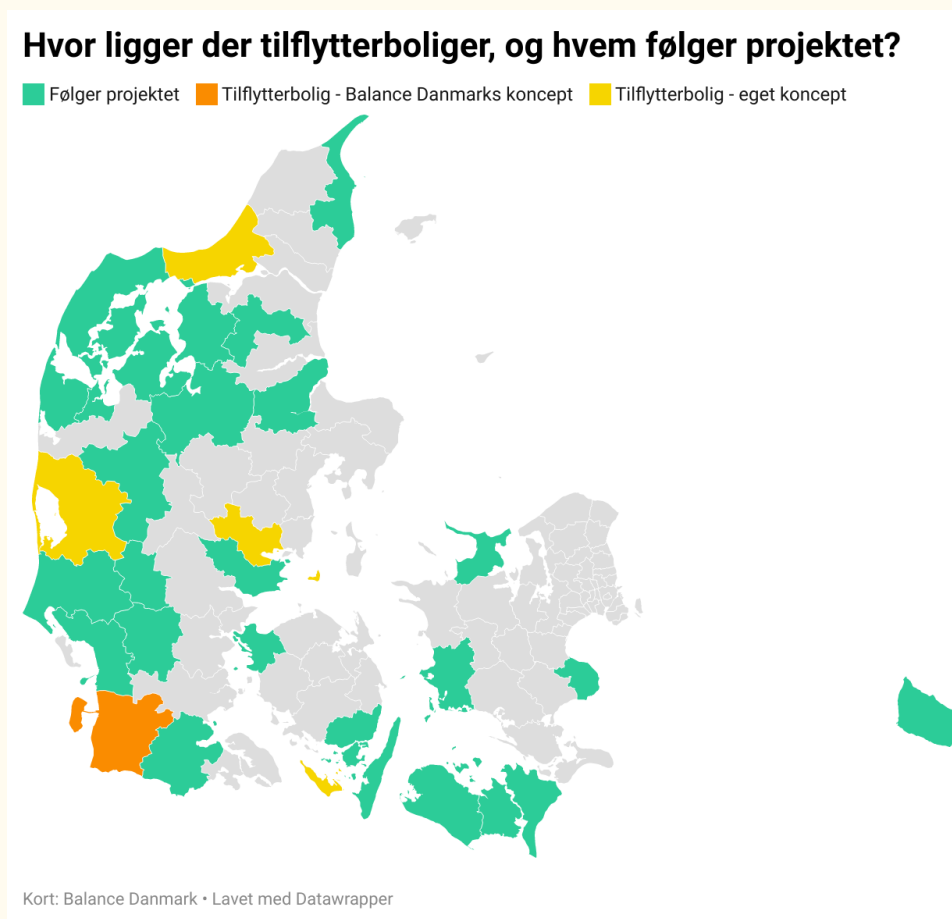 Hvor ligger der tilflytterboliger, og hvem følger projektet?
Følger projektet Tilflytterbolig - Balance Danmarks koncept Tilflytterbolig - eget koncept
Kort: Balance Danmark • Lavet med Datawrapper